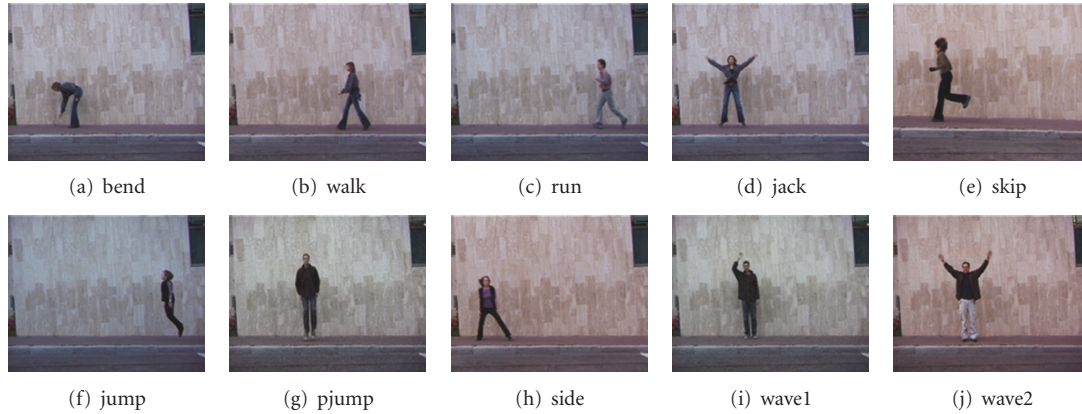 (a) bend (b) walk (c) run (d) jack (e) skip
(f) jump (g) pjump (h) side (i) wave1 (j) wave2